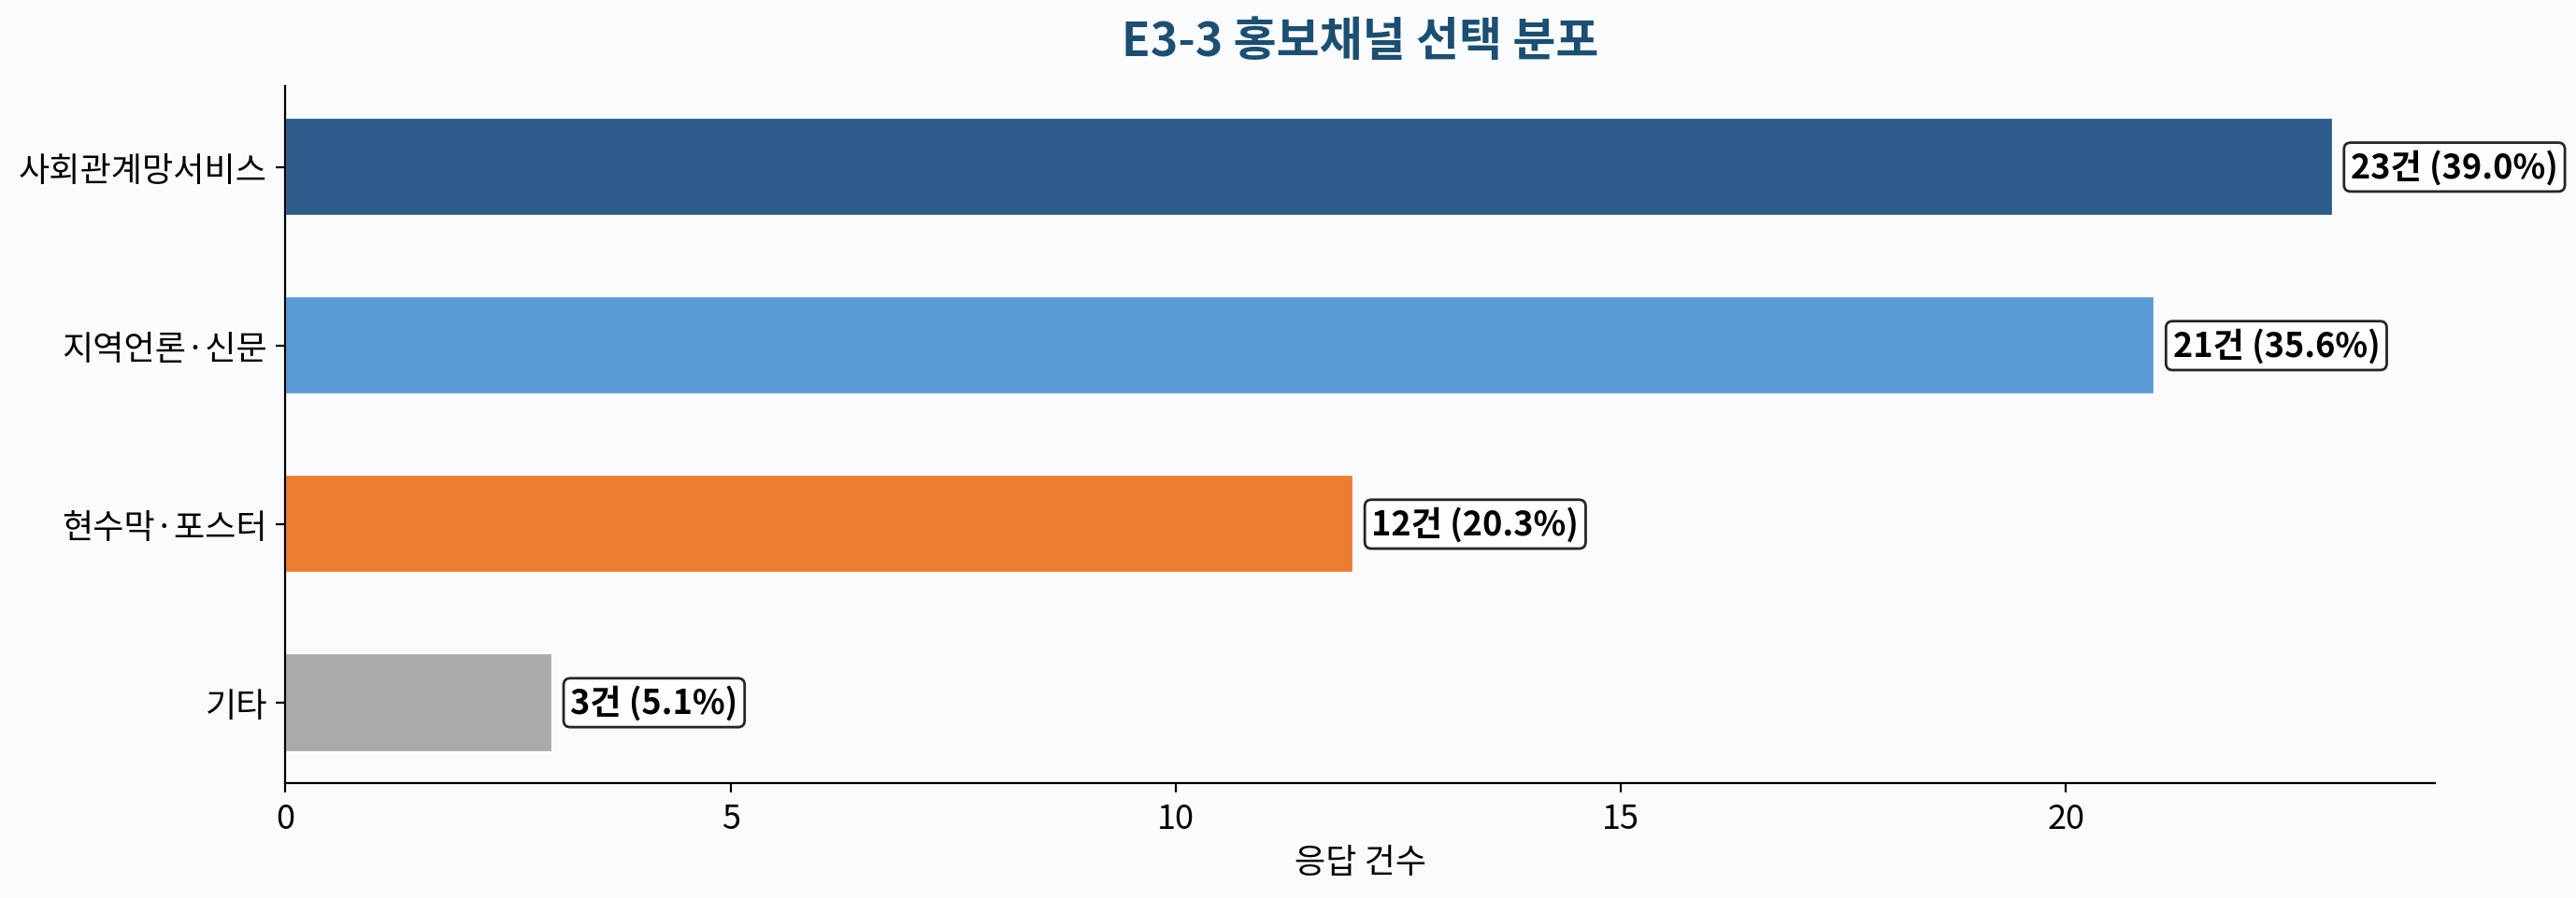 E3-3 홍보채널 선택 분포
사회관계망서비스
23건 (39.0%)
지역언론·신문
21건 (35.6%)
현수막·포스터
12건 (20.3%)
기타
3건 (5.1%)
0 5 10 15 20
응답 건수